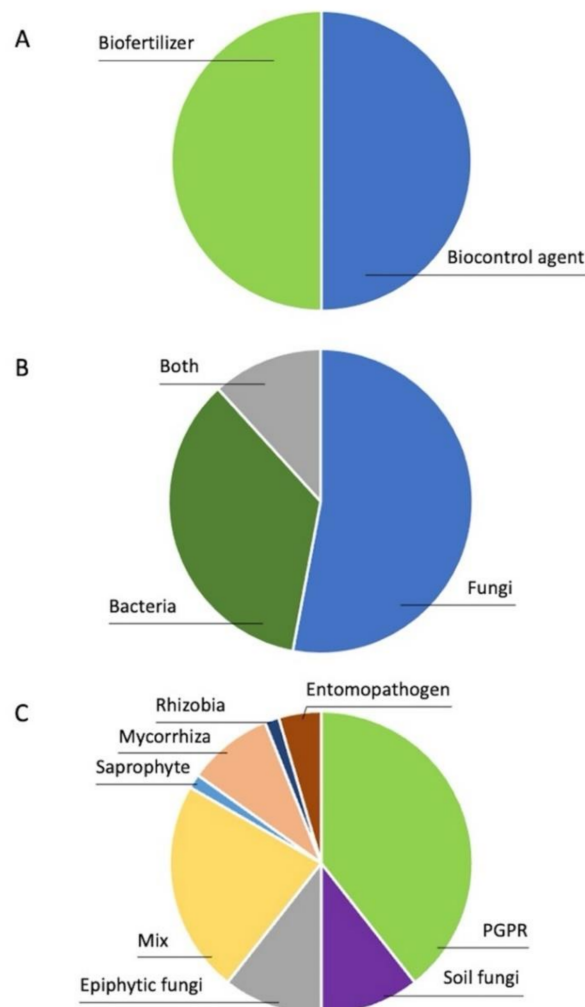 A
Biofertilizer
Biocontrol agent
B
Both
Bacteria
Fungi
C
Entomopathogen
Rhizobia
Mycorrhiza
Saprophyte
Mix
PGPR
Epiphytic fungi
Soil fungi